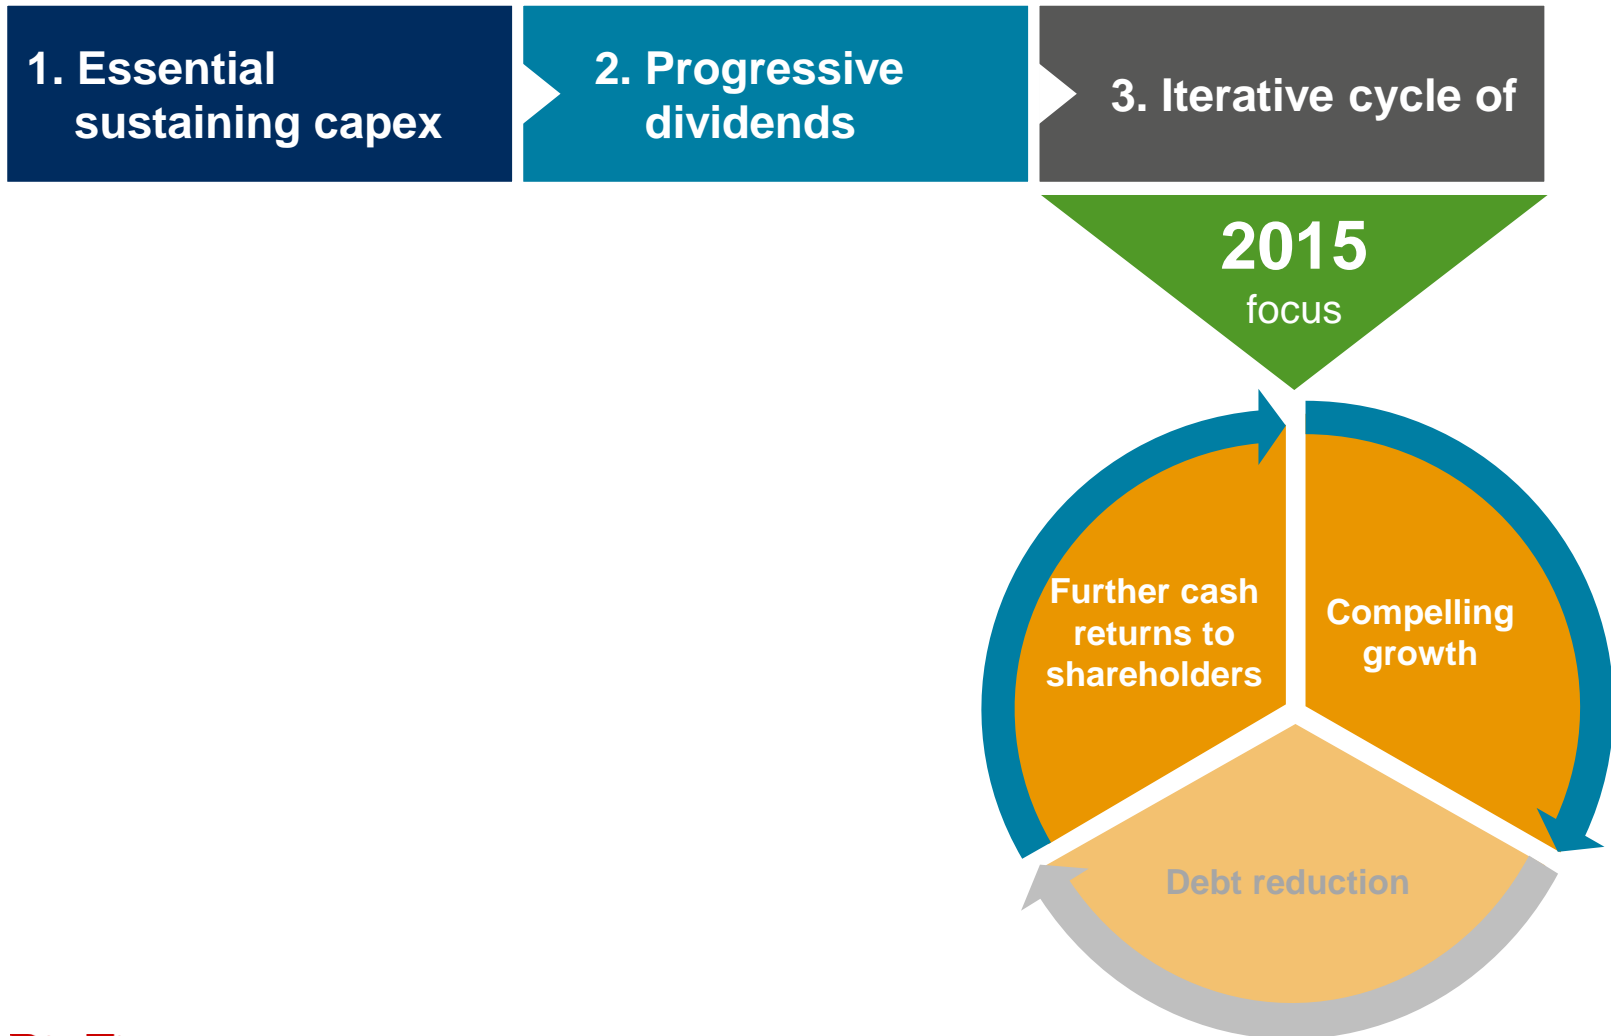 1. Essential
sustaining capex
2. Progressive
dividends
3. Iterative cycle of
2015
focus
Further cash
returns to
shareholders
Compelling
growth
Debt reduction